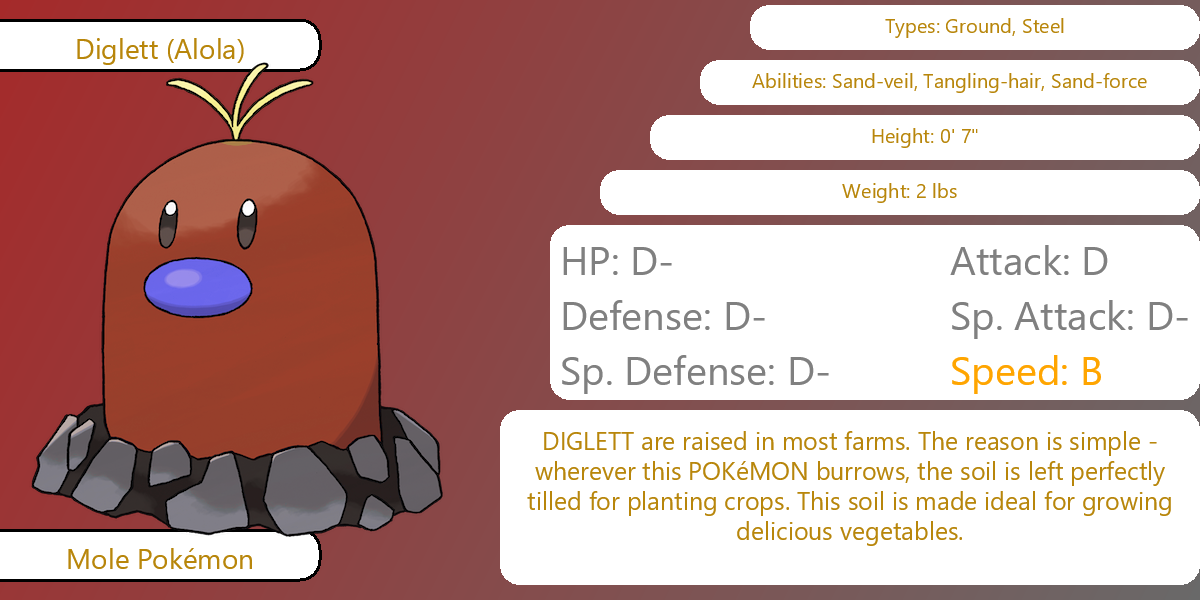 Diglett (Alola)
Types: Ground, Steel
Abilities: Sand-veil, Tangling-hair, Sand-force
Height: 0' 7"
Weight: 2 lbs
HP: D-
Attack: D
Defense: D-
Sp. Attack: D-
Sp. Defense: D-
Speed: B
DIGLETT are raised in most farms. The reason is simple -
wherever this POKéMON burrows, the soil is left perfectly
tilled for planting crops. This soil is made ideal for growing
delicious vegetables.
Mole Pokémon